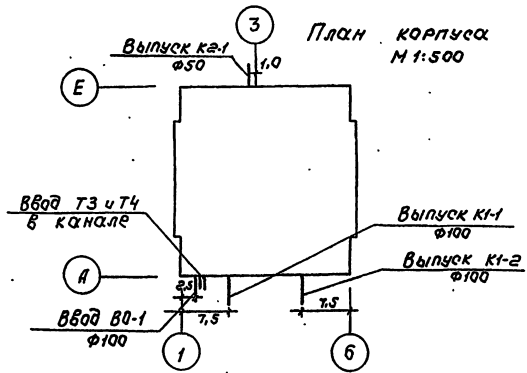 3
План корпуса
М 1:500
Выпуск К2-1
Ф50
1,0
Е
Ввод Т3 и Т4
в канале
Выпуск К1-1
Ф100
Выпуск К1-2
Ф100
А
2,5
7,5
7,5
Ввод В0-1
Ф100
1
6